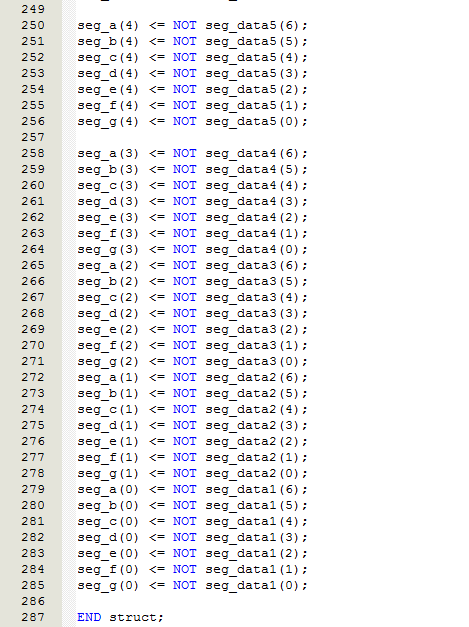 249
250 seg_a(4) <= NOT seg_data5(6);
251 seg_b(4) <= NOT seg_data5(5);
252 seg_c(4) <= NOT seg_data5(4);
253 seg_d(4) <= NOT seg_data5(3);
254 seg_e(4) <= NOT seg_data5(2);
255 seg_f(4) <= NOT seg_data5(1);
256 seg_g(4) <= NOT seg_data5(0);
257
258 seg_a(3) <= NOT seg_data4(6);
259 seg_b(3) <= NOT seg_data4(5);
260 seg_c(3) <= NOT seg_data4(4);
261 seg_d(3) <= NOT seg_data4(3);
262 seg_e(3) <= NOT seg_data4(2);
263 seg_f(3) <= NOT seg_data4(1);
264 seg_g(3) <= NOT seg_data4(0);
265 seg_a(2) <= NOT seg_data3(6);
266 seg_b(2) <= NOT seg_data3(5);
267 seg_c(2) <= NOT seg_data3(4);
268 seg_d(2) <= NOT seg_data3(3);
269 seg_e(2) <= NOT seg_data3(2);
270 seg_f(2) <= NOT seg_data3(1);
271 seg_g(2) <= NOT seg_data3(0);
272 seg_a(1) <= NOT seg_data2(6);
273 seg_b(1) <= NOT seg_data2(5);
274 seg_c(1) <= NOT seg_data2(4);
275 seg_d(1) <= NOT seg_data2(3);
276 seg_e(1) <= NOT seg_data2(2);
277 seg_f(1) <= NOT seg_data2(1);
278 seg_g(1) <= NOT seg_data2(0);
279 seg_a(0) <= NOT seg_data1(6);
280 seg_b(0) <= NOT seg_data1(5);
281 seg_c(0) <= NOT seg_data1(4);
282 seg_d(0) <= NOT seg_data1(3);
283 seg_e(0) <= NOT seg_data1(2);
284 seg_f(0) <= NOT seg_data1(1);
285 seg_g(0) <= NOT seg_data1(0);
286
287 END struct;